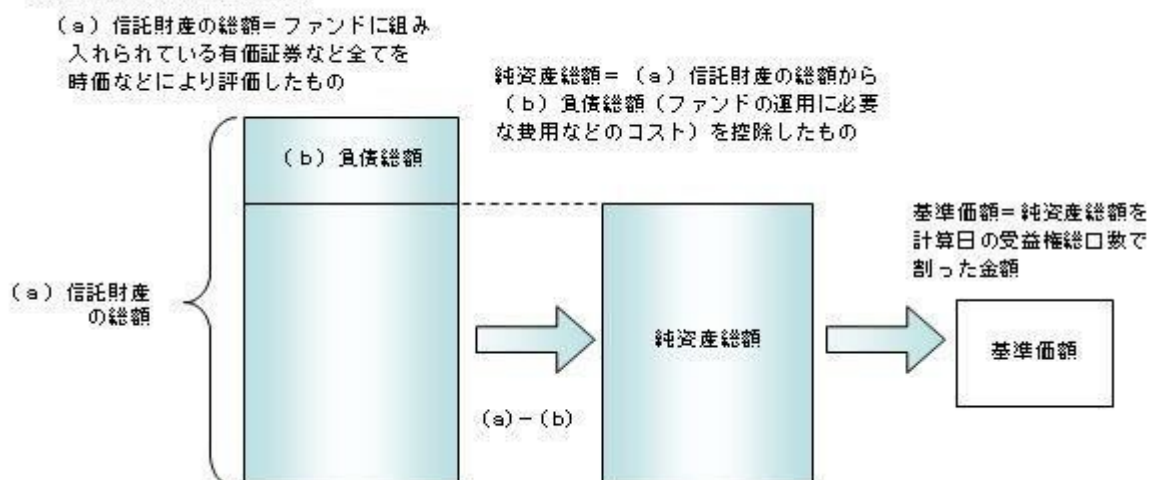 (a)信託財産の総額=ファンドに組み
入れられている有価証券など全てを
時価などにより評価したもの
純資産総額=(a)信託財産の総額から
(b)負債総額(ファンドの運用に必要
な費用などのコスト)を控除したもの
(b)負債総額
基準価額=純資産総額を
計算日の受益権総口数で
割った金額
(a)信託財産
の総額
純資産総額
基準価額
(a)-(b)